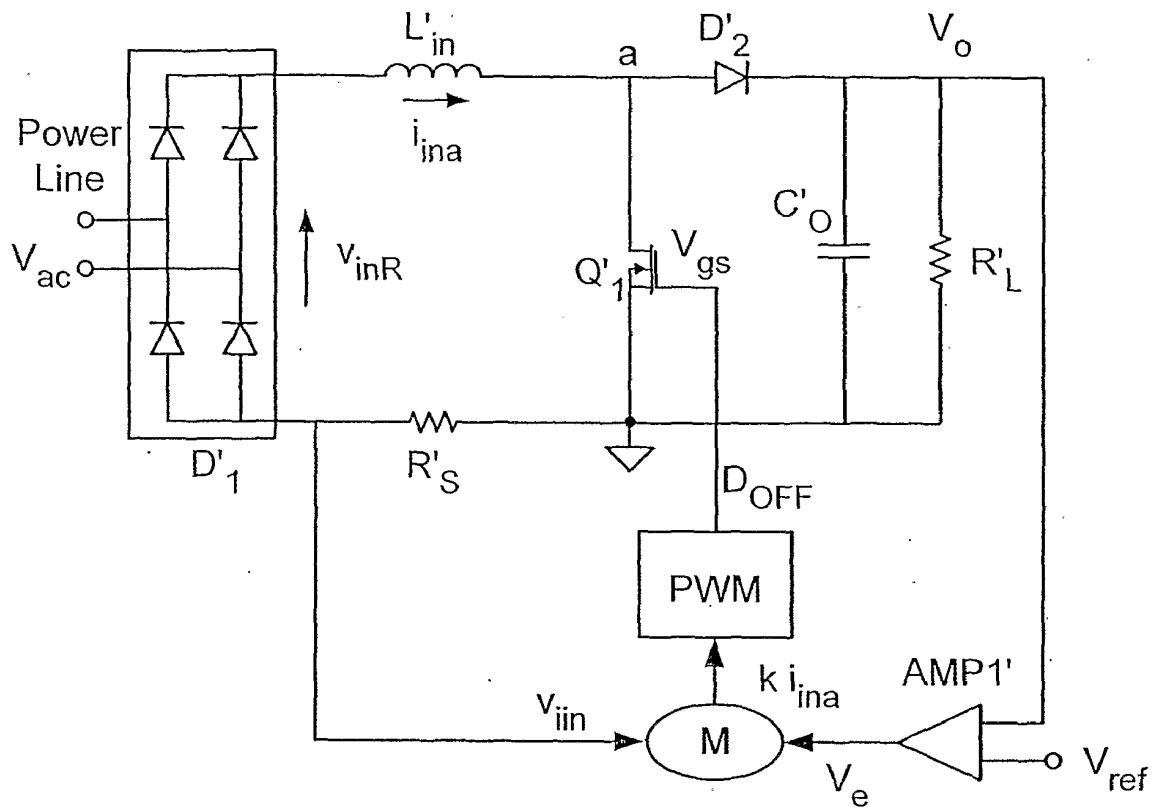 L'in
D'2
Vo
a
iina
Power
Line
Vac
vinR
C'O
R'L
Q'1
Vgs
D'1
R'S
DOFF
PWM
k iina
AMP1'
viin
M
Ve
Vref